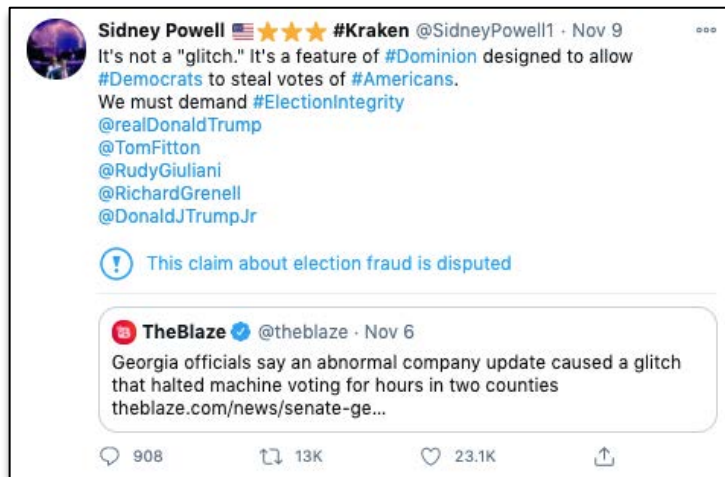 Sidney Powell 🇺🇸⭐⭐⭐ #Kraken @SidneyPowell1 · Nov 9
It's not a "glitch." It's a feature of #Dominion designed to allow
#Democrats to steal votes of #Americans.
We must demand #ElectionIntegrity
@realDonaldTrump
@TomFitton
@RudyGiuliani
@RichardGrenell
@DonaldJTrumpJr
This claim about election fraud is disputed
TheBlaze @theblaze · Nov 6
Georgia officials say an abnormal company update caused a glitch
that halted machine voting for hours in two counties
theblaze.com/news/senate-ge...
908 13K 23.1K